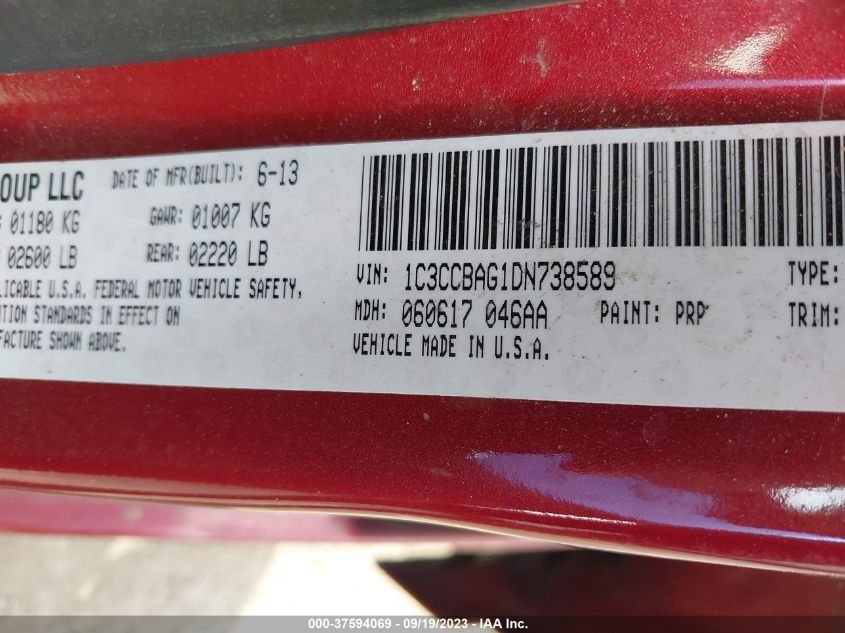 OUP LLC DATE OF MFR(BUILT): 6-13
01180 KG GAWR: 01007 KG
02600 LB REAR: 02220 LB
LICABLE U.S.A. FEDERAL MOTOR VEHICLE SAFETY,
TION STANDARDS IN EFFECT ON
FACTURE SHOWN ABOVE.
VIN: 1C3CCBAG1DN738589 TYPE:
MDH: 060617 046AA PAINT: PRP TRIM:
VEHICLE MADE IN U.S.A.
000-37594069 - 09/19/2023 - IAA Inc.